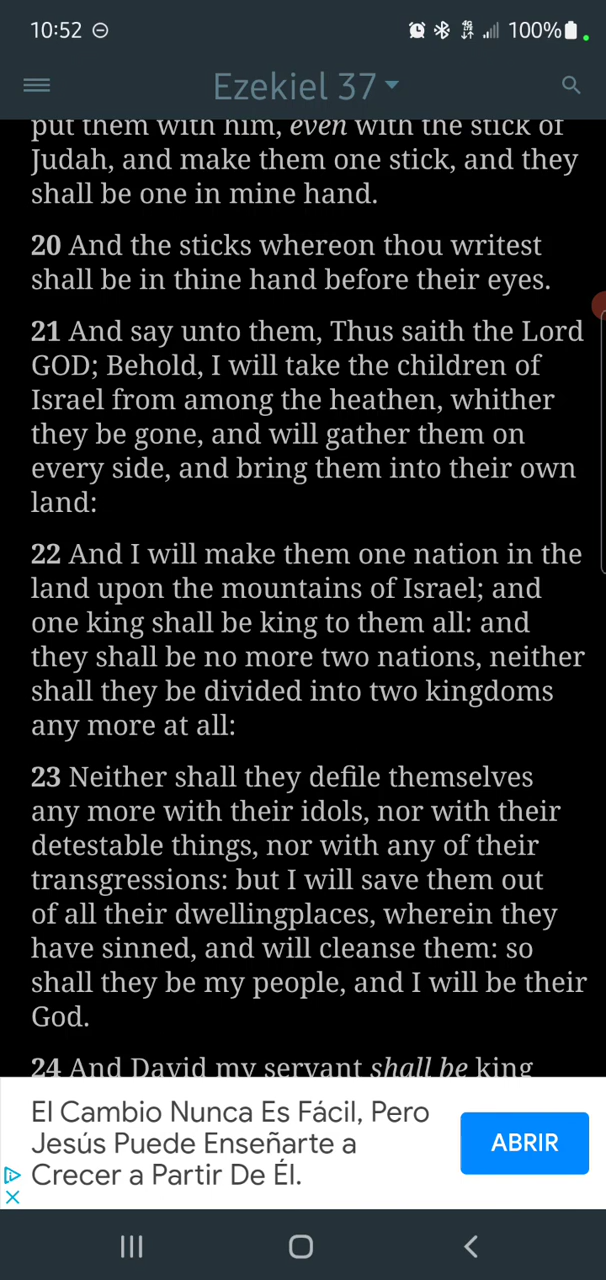 10:52
4G
100%
Ezekiel 37
put them with him, even with the stick of
Judah, and make them one stick, and they
shall be one in mine hand.
20 And the sticks whereon thou writest
shall be in thine hand before their eyes.
21 And say unto them, Thus saith the Lord
GOD; Behold, I will take the children of
Israel from among the heathen, whither
they be gone, and will gather them on
every side, and bring them into their own
land:
22 And I will make them one nation in the
land upon the mountains of Israel; and
one king shall be king to them all: and
they shall be no more two nations, neither
shall they be divided into two kingdoms
any more at all:
23 Neither shall they defile themselves
any more with their idols, nor with their
detestable things, nor with any of their
transgressions: but I will save them out
of all their dwellingplaces, wherein they
have sinned, and will cleanse them: so
shall they be my people, and I will be their
God.
24 And David my servant shall be king
El Cambio Nunca Es Fácil, Pero
Jesús Puede Enseñarte a
Crecer a Partir De Él.
ABRIR